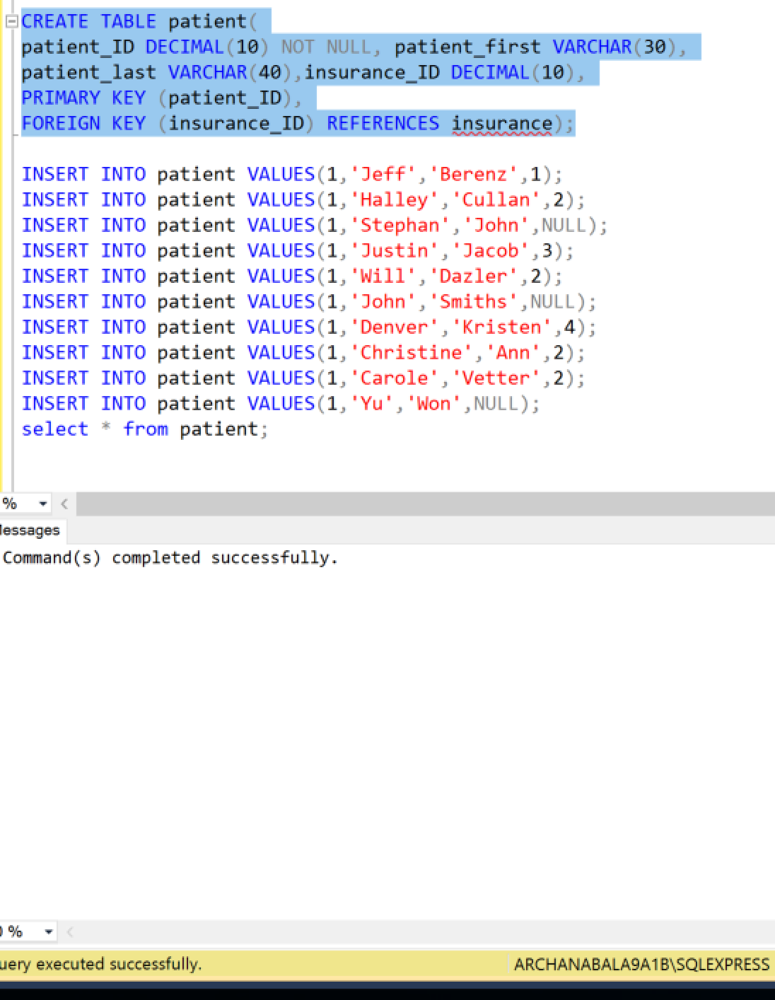 CREATE TABLE patient(
patient_ID DECIMAL(10) NOT NULL, patient_first VARCHAR(30),
patient_last VARCHAR(40),insurance_ID DECIMAL(10),
PRIMARY KEY (patient_ID),
FOREIGN KEY (insurance_ID) REFERENCES insurance);
INSERT INTO patient VALUES(1,'Jeff','Berenz',1);
INSERT INTO patient VALUES(1,'Halley','Cullan',2);
INSERT INTO patient VALUES(1,'Stephan','John',NULL);
INSERT INTO patient VALUES(1,'Justin','Jacob',3);
INSERT INTO patient VALUES(1,'Will','Dazler',2);
INSERT INTO patient VALUES(1,'John','Smiths',NULL);
INSERT INTO patient VALUES(1,'Denver','Kristen',4);
INSERT INTO patient VALUES(1,'Christine','Ann',2);
INSERT INTO patient VALUES(1,'Carole','Vetter',2);
INSERT INTO patient VALUES(1,'Yu','Won',NULL);
select * from patient;
%
Messages
Command(s) completed successfully.
0 %
uery executed successfully. ARCHANABALA9A1B\SQLEXPRESS